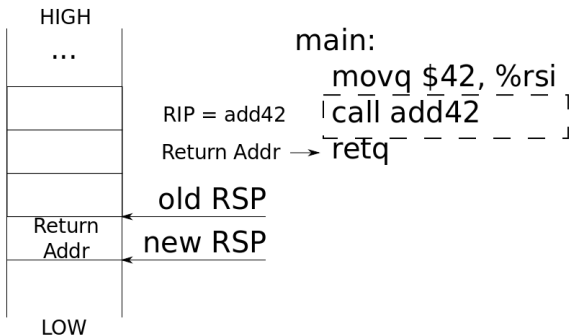 HIGH
...
main:
movq $42, %rsi
RIP = add42
call add42
Return Addr
retq
old RSP
Return
Addr
new RSP
LOW